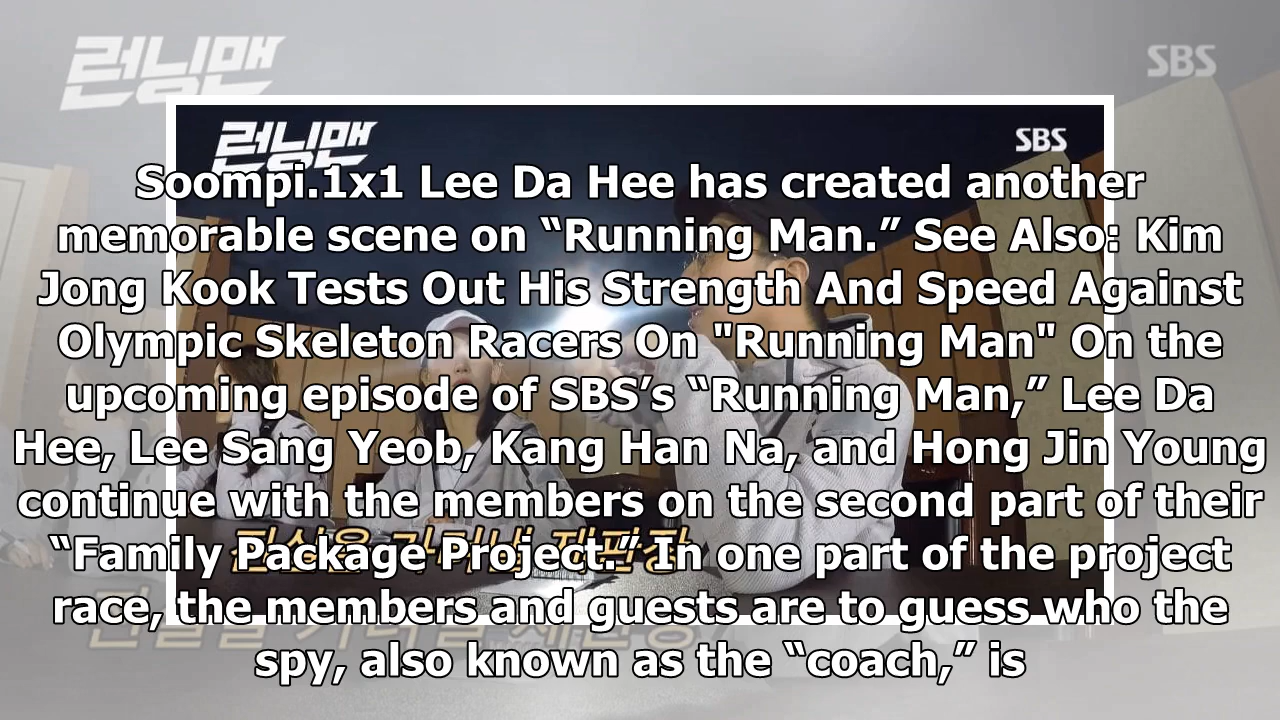 런닝맨
SBS
런닝맨
SBS
Soompi.1x1 Lee Da Hee has created another
memorable scene on “Running Man.” See Also: Kim
Jong Kook Tests Out His Strength And Speed Against
Olympic Skeleton Racers On "Running Man" On the
upcoming episode of SBS’s “Running Man,” Lee Da
Hee, Lee Sang Yeob, Kang Han Na, and Hong Jin Young
continue with the members on the second part of their
“Family Package Project.” In one part of the project
race, the members and guests are to guess who the
spy, also known as the “coach,” is